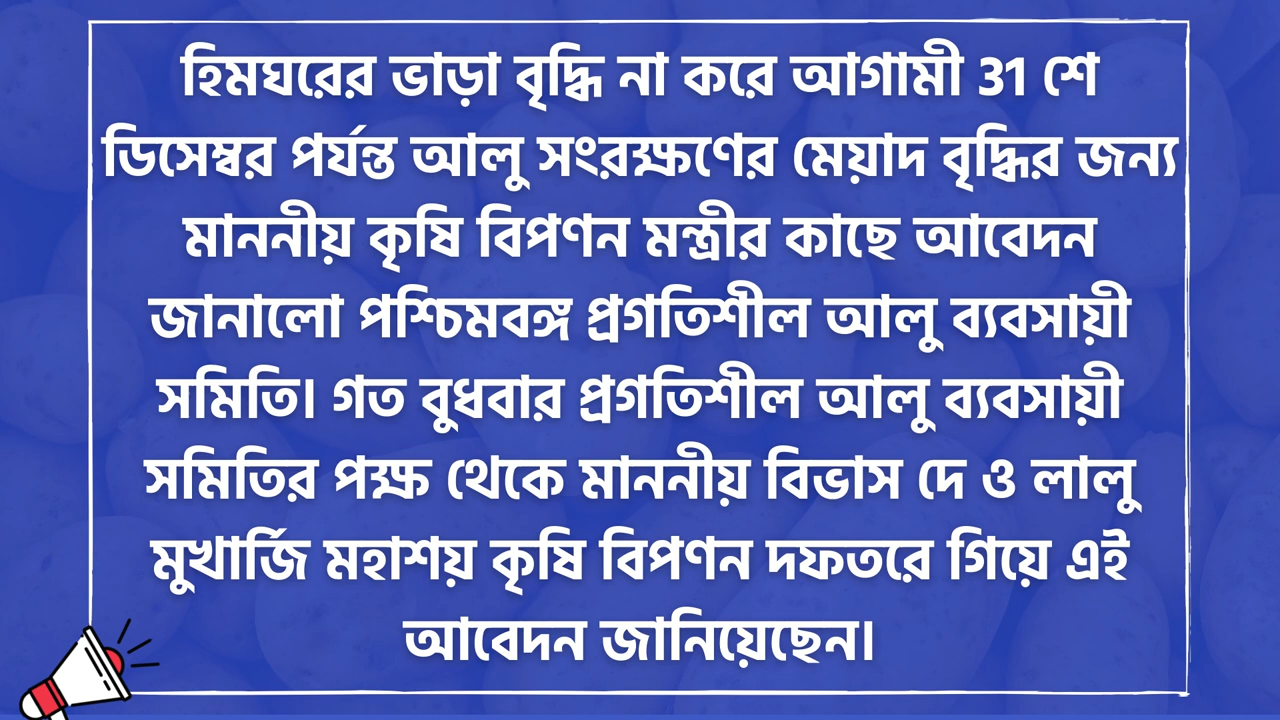 হিমঘরের ভাড়া বৃদ্ধি না করে আগামী 31 শে
ডিসেম্বর পর্যন্ত আলু সংরক্ষণের মেয়াদ বৃদ্ধির জন্য
মাননীয় কৃষি বিপণন মন্ত্রীর কাছে আবেদন
জানালো পশ্চিমবঙ্গ প্রগতিশীল আলু ব্যবসায়ী
সমিতি। গত বুধবার প্রগতিশীল আলু ব্যবসায়ী
সমিতির পক্ষ থেকে মাননীয় বিভাস দে ও লালু
মুখার্জি মহাশয় কৃষি বিপণন দফতরে গিয়ে এই
আবেদন জানিয়েছেন।